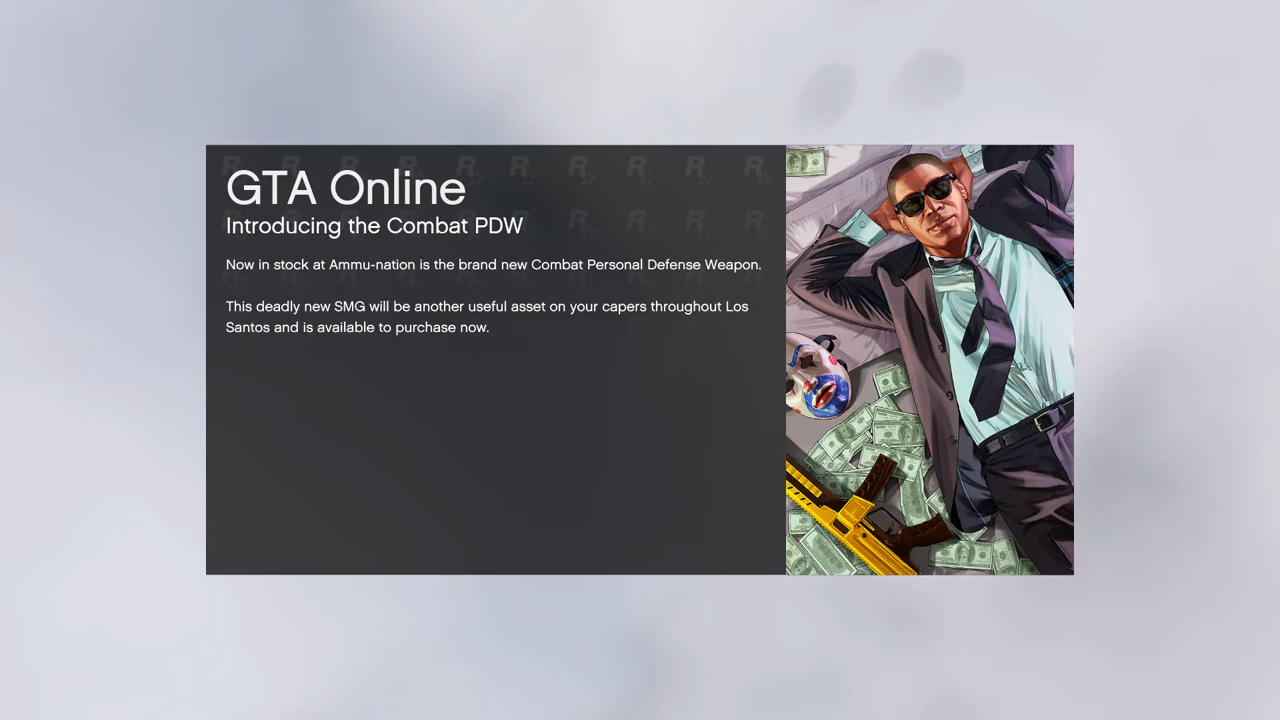 GTA Online
Introducing the Combat PDW
Now in stock at Ammu-nation is the brand new Combat Personal Defense Weapon.
This deadly new SMG will be another useful asset on your capers throughout Los
Santos and is available to purchase now.